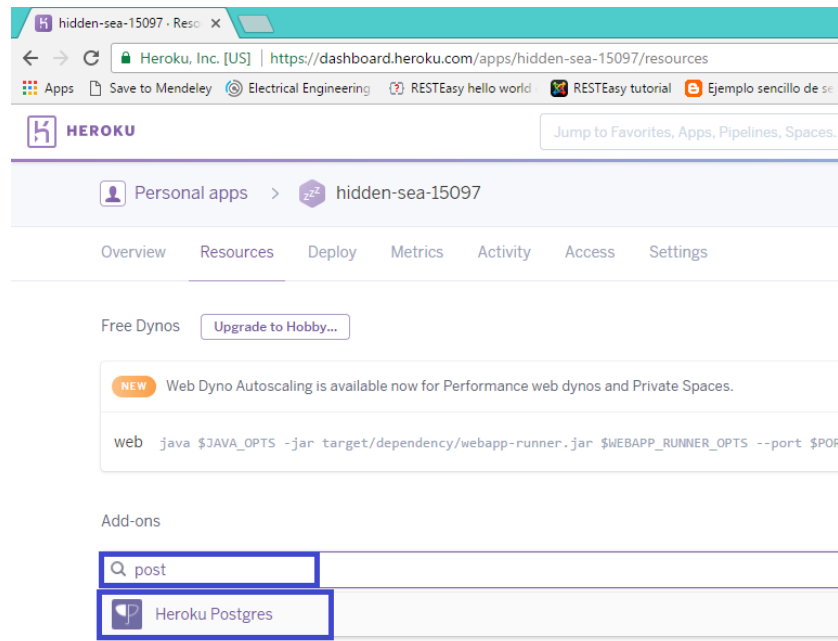 hidden-sea-15097 · Reso
Heroku, Inc. [US] | https://dashboard.heroku.com/apps/hidden-sea-15097/resources
Apps Save to Mendeley Electrical Engineering RESTEasy hello world RESTEasy tutorial Ejemplo sencillo de se
HEROKU Jump to Favorites, Apps, Pipelines, Spaces.
Personal apps > hidden-sea-15097
Overview Resources Deploy Metrics Activity Access Settings
Free Dynos Upgrade to Hobby...
NEW Web Dyno Autoscaling is available now for Performance web dynos and Private Spaces.
web java $JAVA_OPTS -jar target/dependency/webapp-runner.jar $WEBAPP_RUNNER_OPTS --port $POR
Add-ons
post
Heroku Postgres